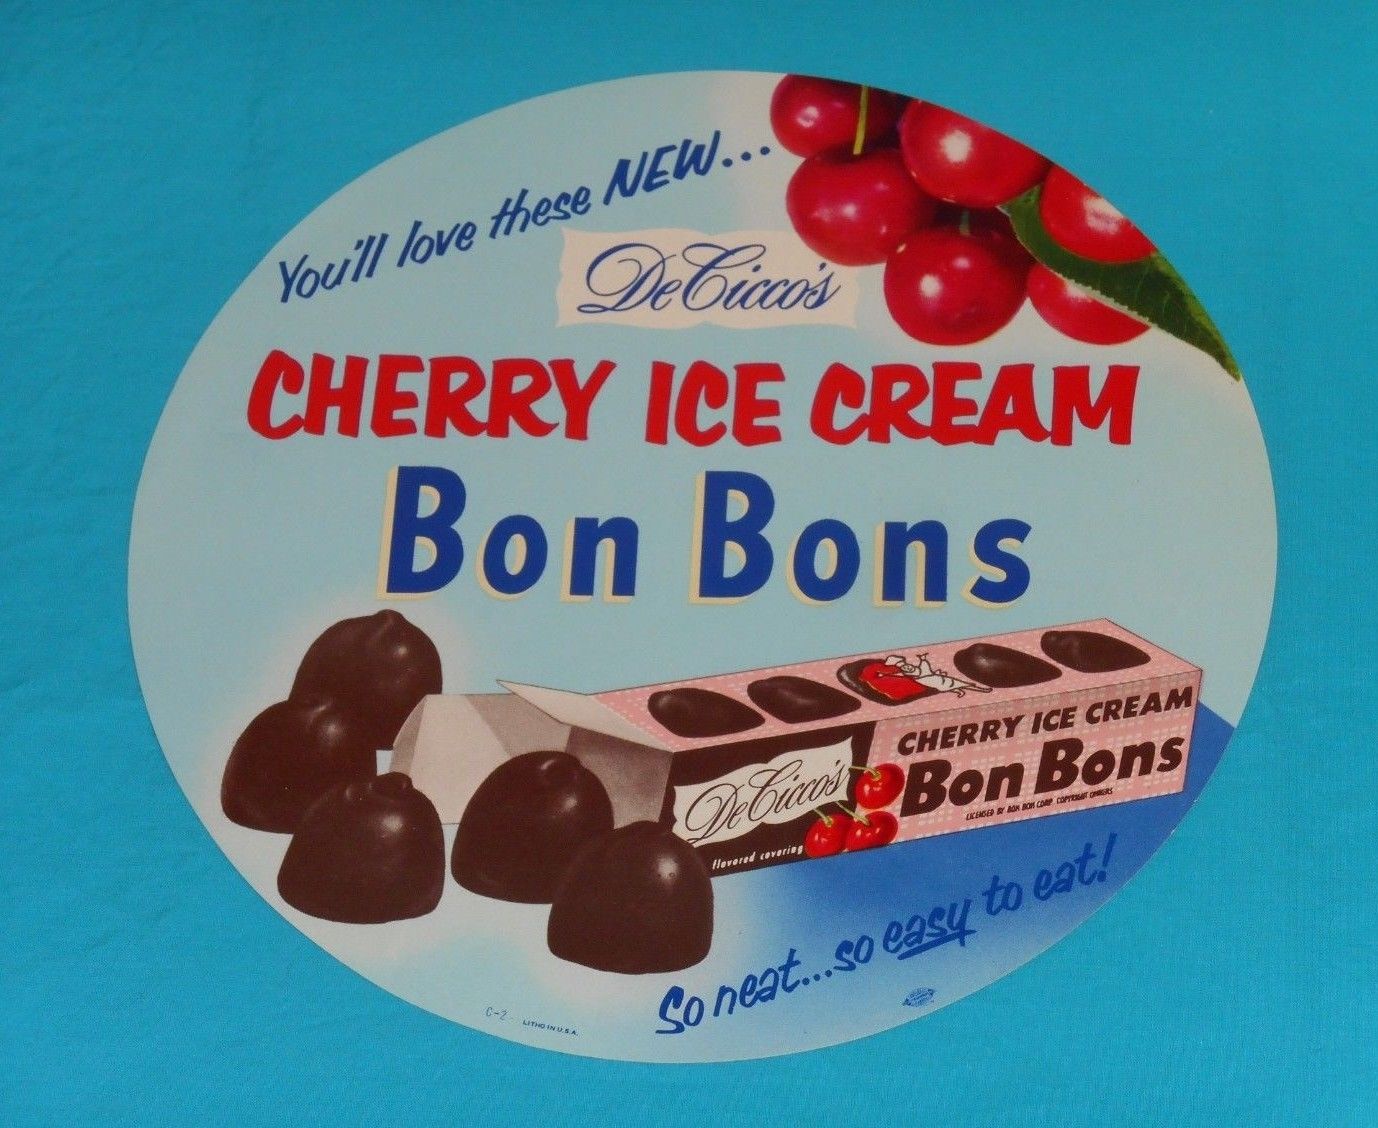 You'll love these NEW...
DeCicco's
CHERRY ICE CREAM
Bon Bons
DeCicco's
flavored covering
CHERRY ICE CREAM
Bon Bons
LICENSED BY BON BON CORP. COPYRIGHT OWNERS
So neat...so easy to eat!
C-2
LITHO IN U.S.A.